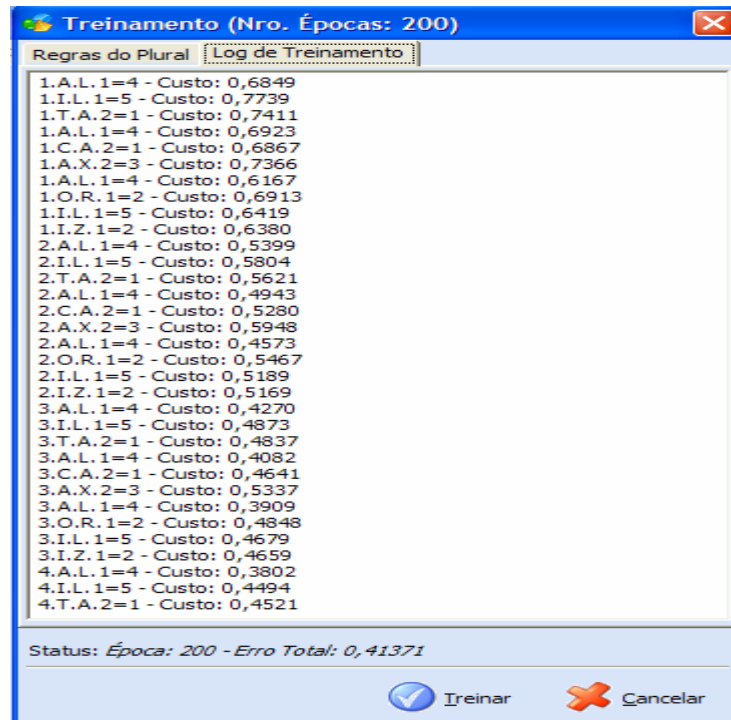 Treinamento (Nro. Épocas: 200)
Regras do Plural Log de Treinamento
1.A.L.1=4 - Custo: 0,6849
1.I.L.1=5 - Custo: 0,7739
1.T.A.2=1 - Custo: 0,7411
1.A.L.1=4 - Custo: 0,6923
1.C.A.2=1 - Custo: 0,6867
1.A.X.2=3 - Custo: 0,7366
1.A.L.1=4 - Custo: 0,6167
1.O.R.1=2 - Custo: 0,6913
1.I.L.1=5 - Custo: 0,6419
1.I.Z.1=2 - Custo: 0,6380
2.A.L.1=4 - Custo: 0,5399
2.I.L.1=5 - Custo: 0,5804
2.T.A.2=1 - Custo: 0,5621
2.A.L.1=4 - Custo: 0,4943
2.C.A.2=1 - Custo: 0,5280
2.A.X.2=3 - Custo: 0,5948
2.A.L.1=4 - Custo: 0,4573
2.O.R.1=2 - Custo: 0,5467
2.I.L.1=5 - Custo: 0,5189
2.I.Z.1=2 - Custo: 0,5169
3.A.L.1=4 - Custo: 0,4270
3.I.L.1=5 - Custo: 0,4873
3.T.A.2=1 - Custo: 0,4837
3.A.L.1=4 - Custo: 0,4082
3.C.A.2=1 - Custo: 0,4641
3.A.X.2=3 - Custo: 0,5337
3.A.L.1=4 - Custo: 0,3909
3.O.R.1=2 - Custo: 0,4848
3.I.L.1=5 - Custo: 0,4679
3.I.Z.1=2 - Custo: 0,4659
4.A.L.1=4 - Custo: 0,3802
4.I.L.1=5 - Custo: 0,4494
4.T.A.2=1 - Custo: 0,4521
Status: Época: 200 - Erro Total: 0,41371
Treinar Cancelar